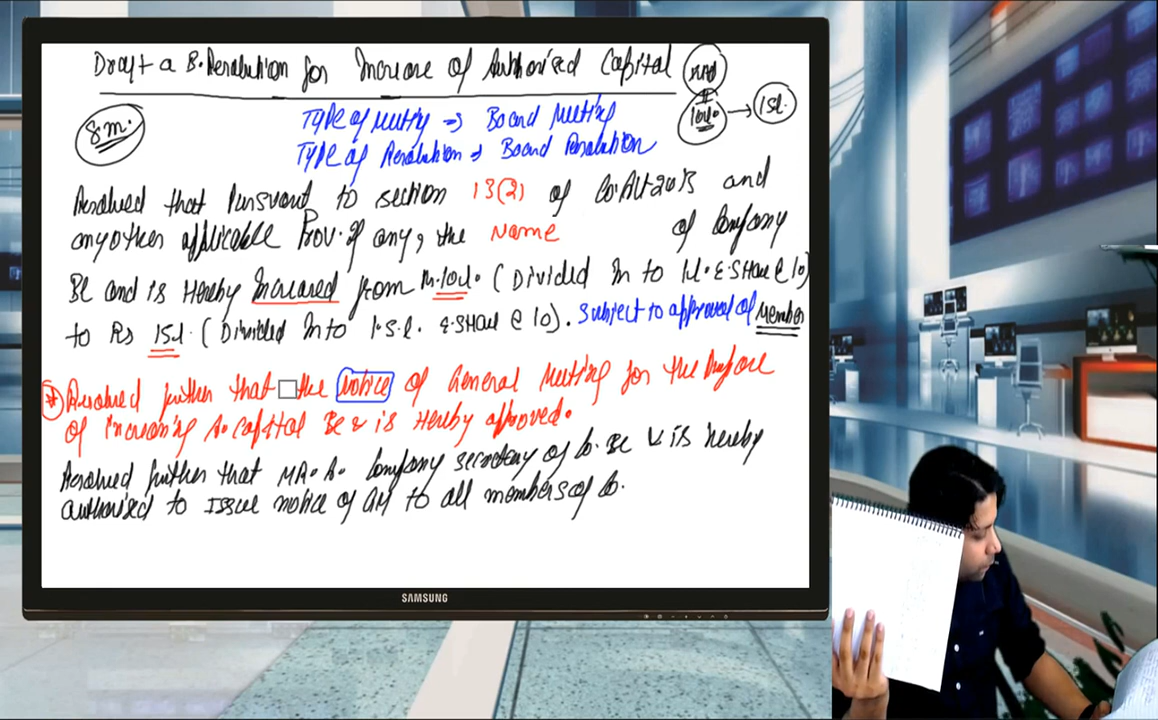 Draft a B. Resolution for Increase of Authorised Capital
10L → 15L
Type of Meeting => Board Meeting
Type of Resolution => Board Resolution
Resolved that Pursuant to section 13(2) of Co. Act 2013 and
any other applicable Prov. if any, the Name of Company
Be and is Hereby Increased from Rs. 10L. (Divided In to 1L. E. Share @ 10)
to Rs 15L. (Divided Into 1.5L. E. Share @ 10). Subject to approval of Member
Resolved further that the notice of General Meeting for the Purpose
of increasing A. capital Be & is Hereby approved.
Resolved further that MR. A. Company secretary of Co. Be & is hereby
authorised to Issue notice of GM to all members of Co.
SAMSUNG